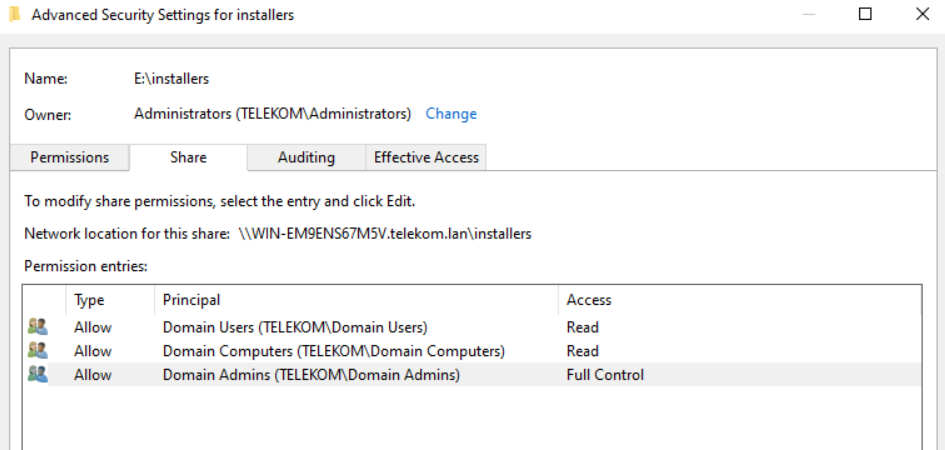 Advanced Security Settings for installers
Name: E:\installers
Owner: Administrators (TELEKOM\Administrators) Change
Permissions Share Auditing Effective Access
To modify share permissions, select the entry and click Edit.
Network location for this share: \\WIN-EM9ENS67M5V.telekom.lan\installers
Permission entries:
Type Principal Access
Allow Domain Users (TELEKOM\Domain Users) Read
Allow Domain Computers (TELEKOM\Domain Computers) Read
Allow Domain Admins (TELEKOM\Domain Admins) Full Control